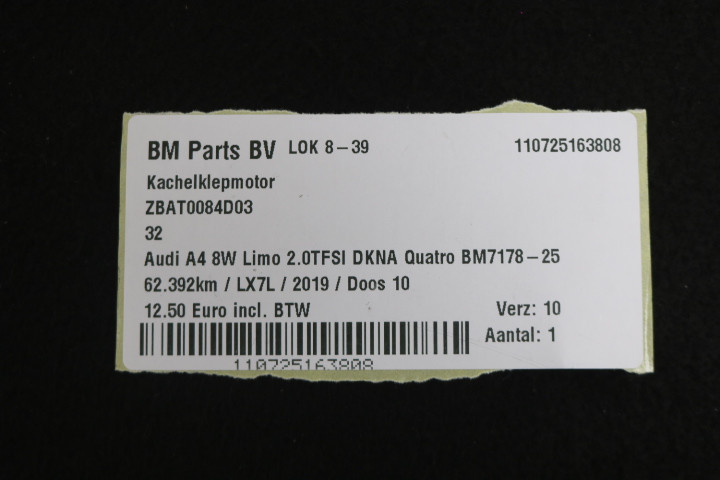 BM Parts BV LOK 8-39 110725163808
Kachelklepmotor
ZBAT0084D03
32
Audi A4 8W Limo 2.0TFSI DKNA Quatro BM7178-25
62.392km / LX7L / 2019 / Doos 10
12.50 Euro incl. BTW Verz: 10
Aantal: 1
110725163808